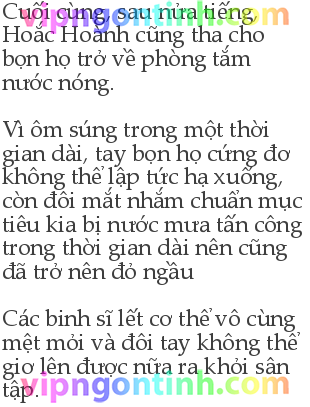 Cuối cùng, sau nửa tiếng,
Hoắc Hoành cũng tha cho
bọn họ trở về phòng tắm
nước nóng.
Vì ôm súng trong một thời
gian dài, tay bọn họ cứng đơ
không thể lập tức hạ xuống,
còn đôi mắt nhắm chuẩn mục
tiêu kia bị nước mưa tấn công
trong thời gian dài nên cũng
đã trở nên đỏ ngầu
Các binh sĩ lết cơ thể vô cùng
mệt mỏi và đôi tay không thể
giơ lên được nữa ra khỏi sân
tập.
vipngontinh.com
vipngontinh.com